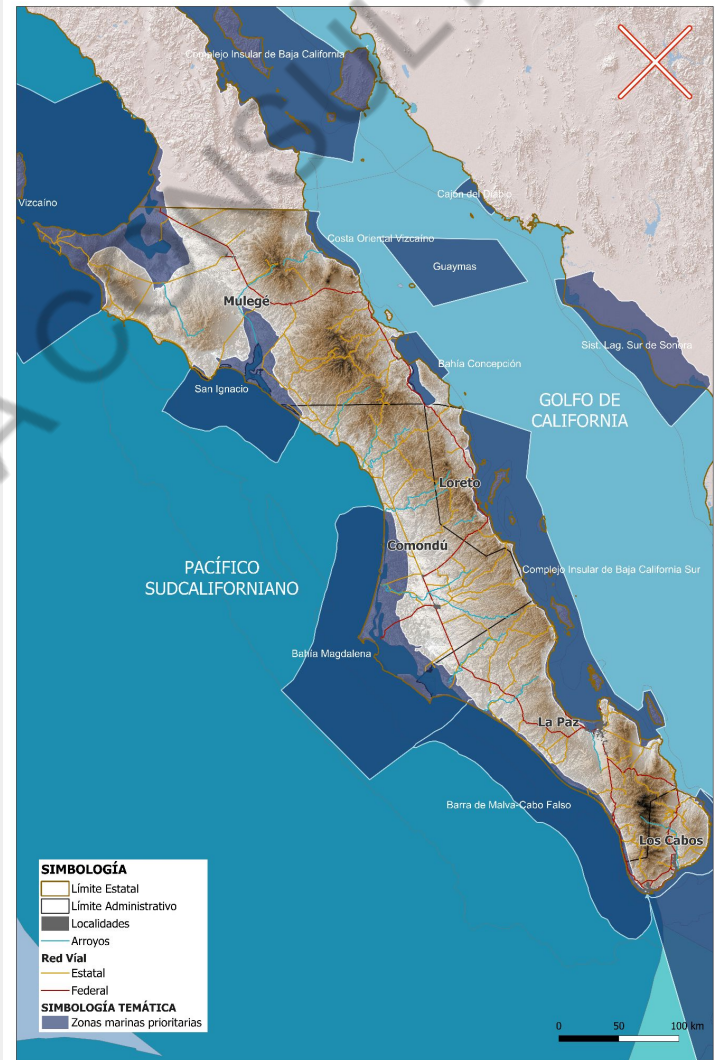 Complejo Insular de Baja California
Vizcaíno
Cajón del Diablo
Costa Oriental Vizcaíno
Guaymas
Mulegé
Sist. Lag. Sur de Sonora
Bahía Concepción
San Ignacio
GOLFO DE
CALIFORNIA
Loreto
Comondú
PACÍFICO
SUDCALIFORNIANO
Complejo Insular de Baja California Sur
Bahía Magdalena
La Paz
Barra de Malva-Cabo Falso
Los Cabos
SIMBOLOGÍA
Límite Estatal
Límite Administrativo
Localidades
Arroyos
Red Víal
Estatal
Federal
SIMBOLOGÍA TEMÁTICA
Zonas marinas prioritarias
0 50 100 km
A CONSUL